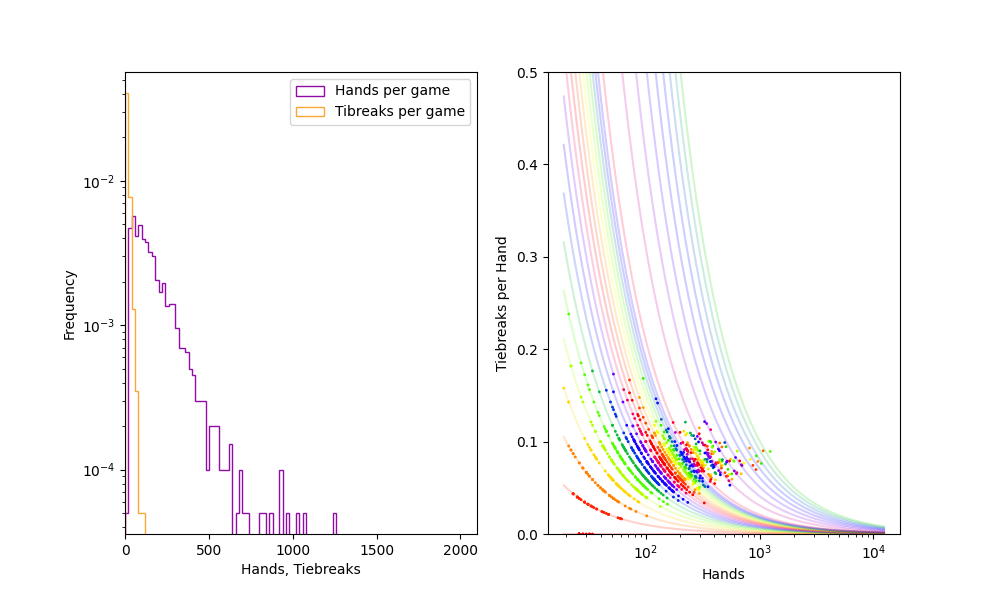 Hands per game
Tibreaks per game
10⁻²
10⁻³
10⁻⁴
Frequency
0 500 1000 1500 2000
Hands, Tiebreaks
0.5
0.4
0.3
0.2
0.1
0.0
Tiebreaks per Hand
10² 10³ 10⁴
Hands